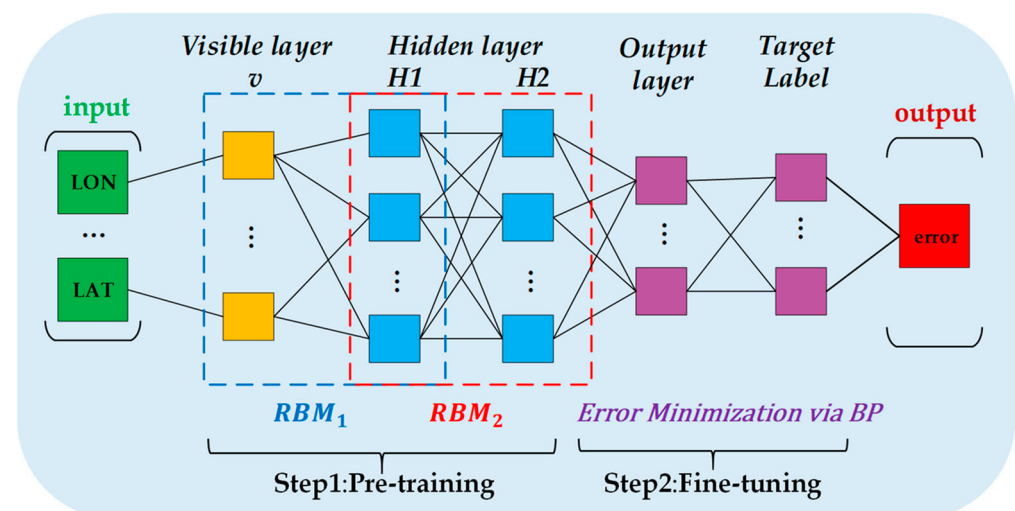 Visible layer
v
Hidden layer
H1 H2
Output
layer
Target
Label
input
LON
...
LAT
output
error
RBM₁
RBM₂
Error Minimization via BP
Step1:Pre-training
Step2:Fine-tuning